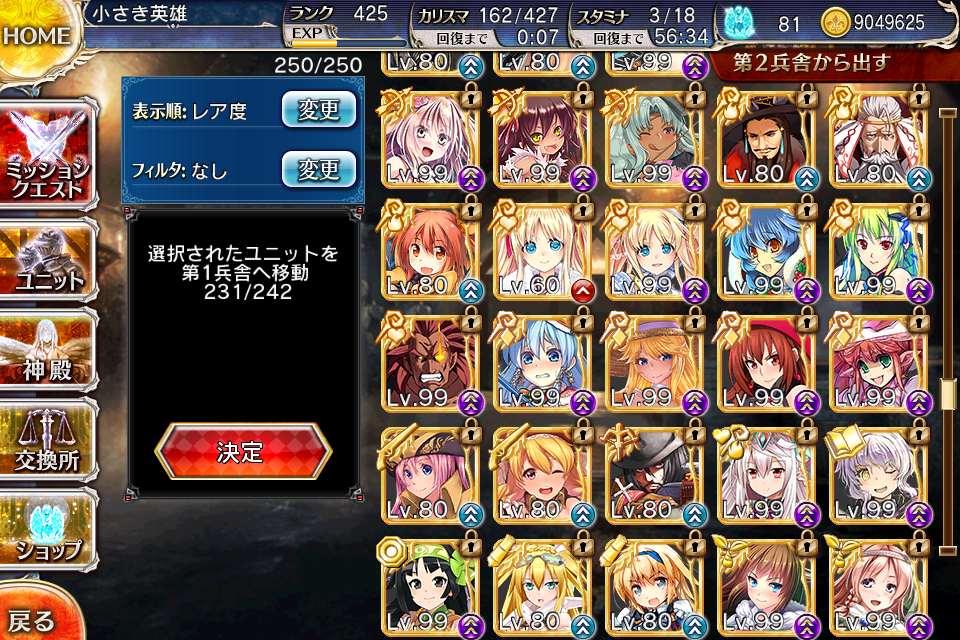 HOME
小さき英雄
ランク 425
EXP
カリスマ 162/427
回復まで 0:07
スタミナ 3/18
回復まで 56:34
81
9049625
250/250
第2兵舎から出す
表示順: レア度
変更
フィルタ: なし
変更
選択されたユニットを
第1兵舎へ移動
231/242
決定
ミッション
クエスト
ユニット
神殿
交換所
ショップ
戻る
Lv.80 Lv.80 Lv.99
Lv.99 Lv.99 Lv.99 Lv.80 Lv.80
Lv.80 Lv.60 Lv.99 Lv.99 Lv.99
Lv.99 Lv.99 Lv.99 Lv.99 Lv.99
Lv.80 Lv.80 Lv.80 Lv.99 Lv.99
Lv.99 Lv.80 Lv.80 Lv.99 Lv.99